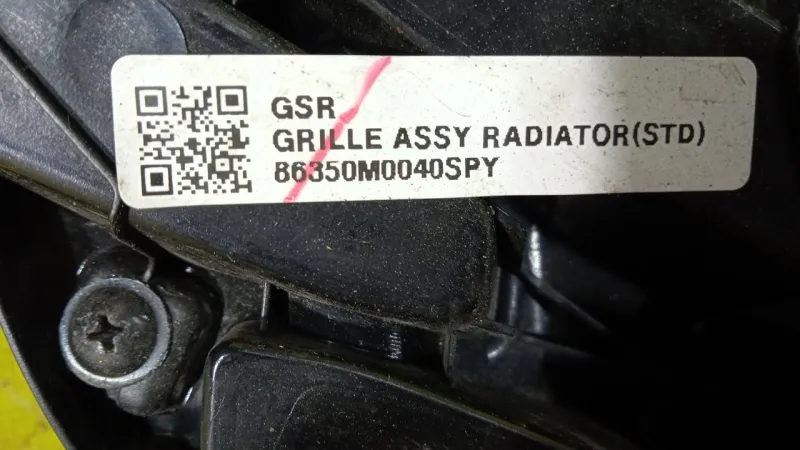 GSR
GRILLE ASSY RADIATOR(STD)
86350M0040SPY